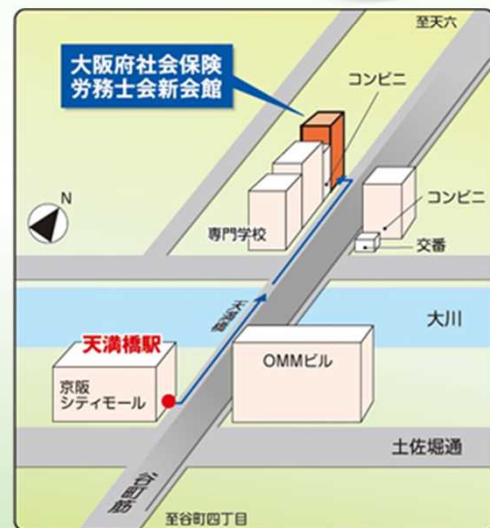 至天六
大阪府社会保険
労務士会新会館
コンビニ
N
コンビニ
専門学校
交番
天満橋
大川
天満橋駅
OMMビル
京阪
シティモール
土佐堀通
谷町筋
至谷町四丁目